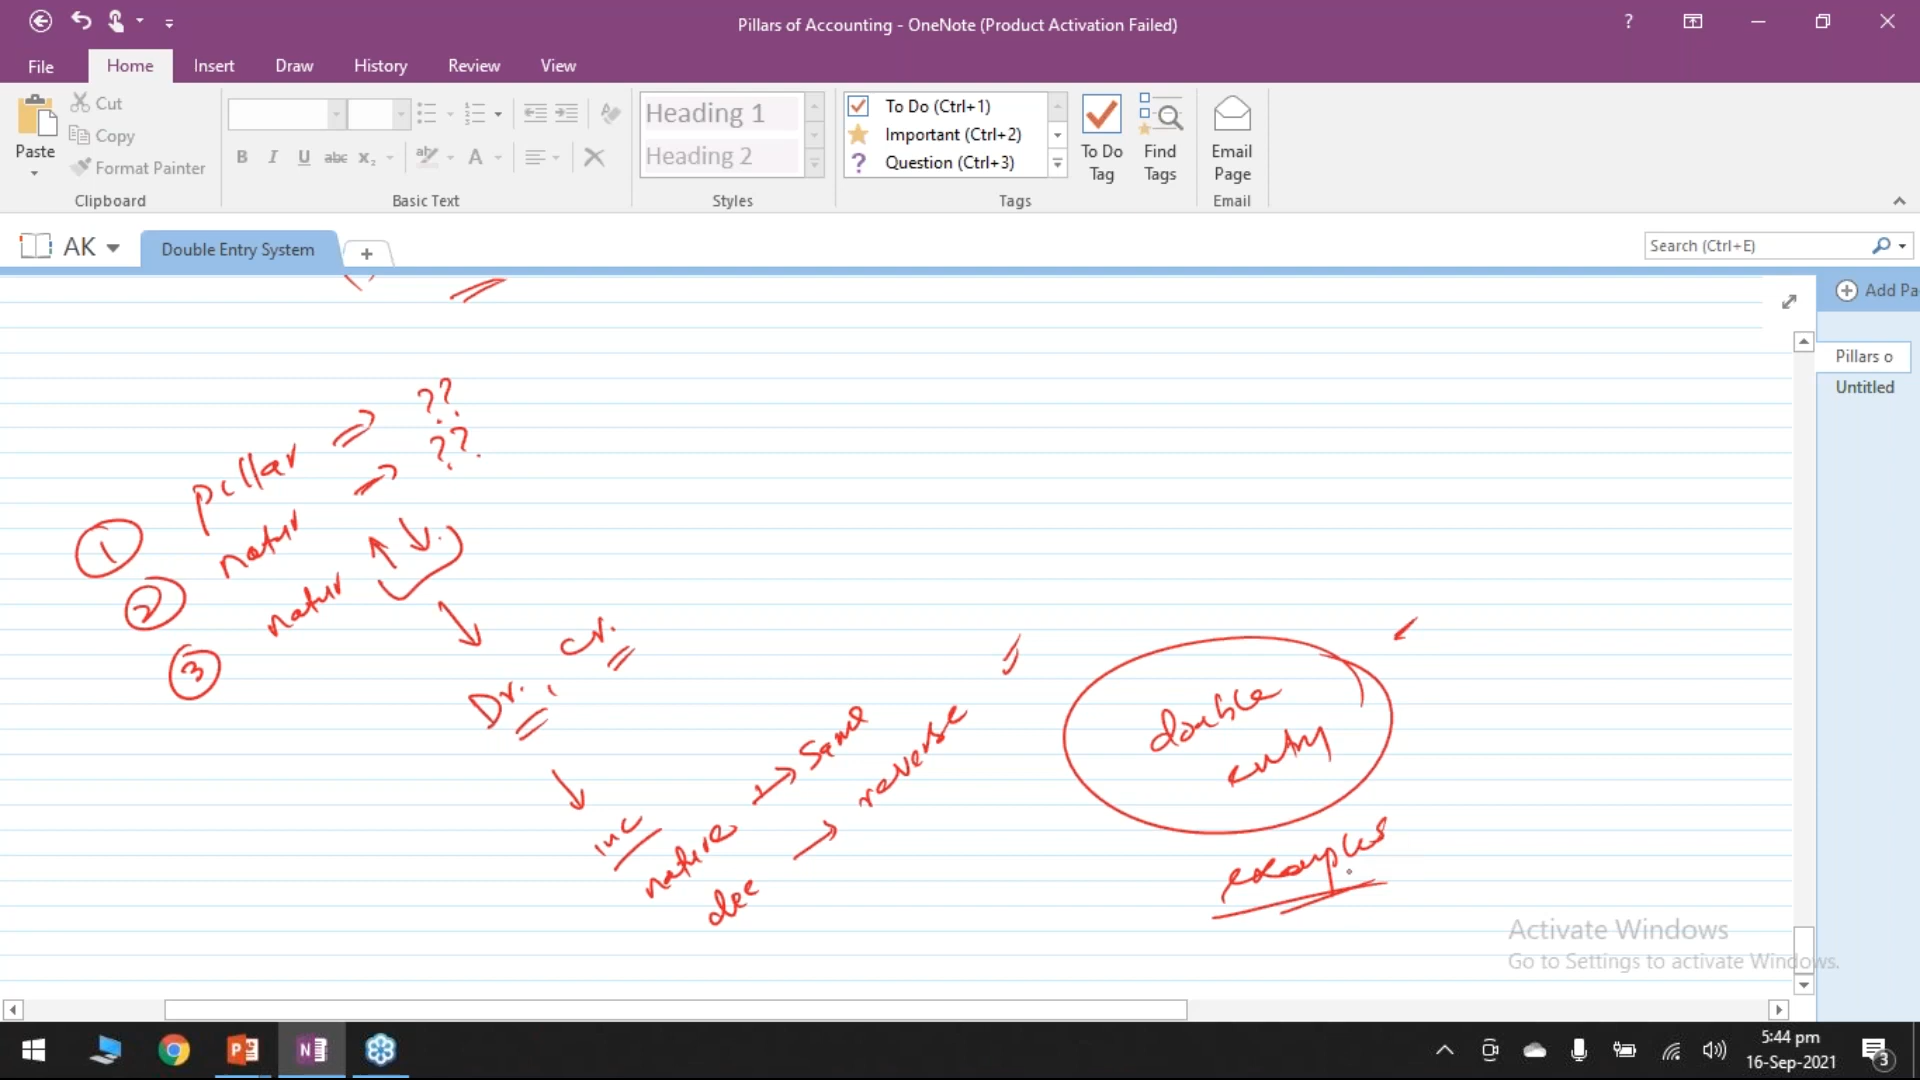 Pillars of Accounting - OneNote (Product Activation Failed)
?
File Home Insert Draw History Review View
Paste
Cut
Copy
Format Painter
Clipboard
B I U abc x₂ A
Basic Text
Heading 1
Heading 2
Styles
To Do (Ctrl+1)
Important (Ctrl+2)
? Question (Ctrl+3)
To Do
Tag
Find
Tags
Tags
Email
Page
Email
AK
Double Entry System
+
Search (Ctrl+E)
Add Pa
Pillars o
Untitled
1 pillar → ??
2 natur → ??
3 natur ↑ ↓
Dr., Cr.
inc
nature → Same
dec → reverse
double
entry
examples
Activate Windows
Go to Settings to activate Windows.
5:44 pm
16-Sep-2021
3